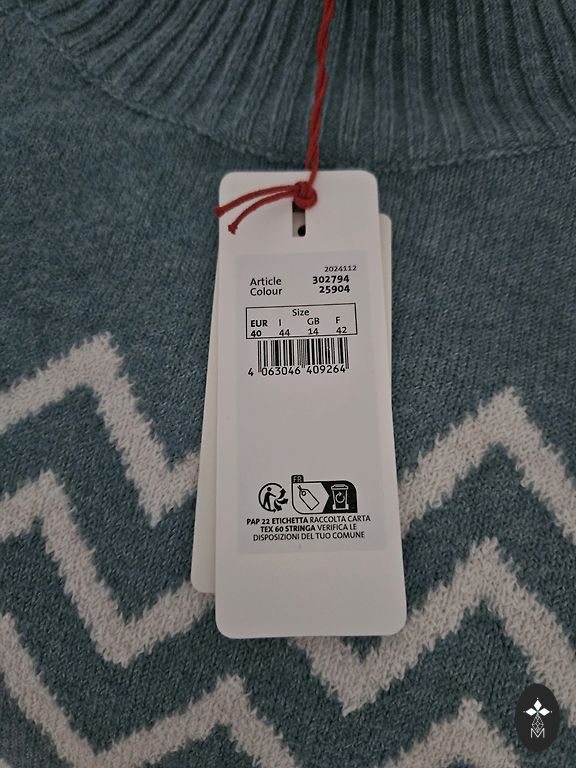 2024112
Article 302794
Colour 25904
Size
EUR I GB F
40 44 14 42
4 063046 409264
FR
PAP 22 ETICHETTA RACCOLTA CARTA
TEX 60 STRINGA VERIFICA LE
DISPOSIZIONI DEL TUO COMUNE
M